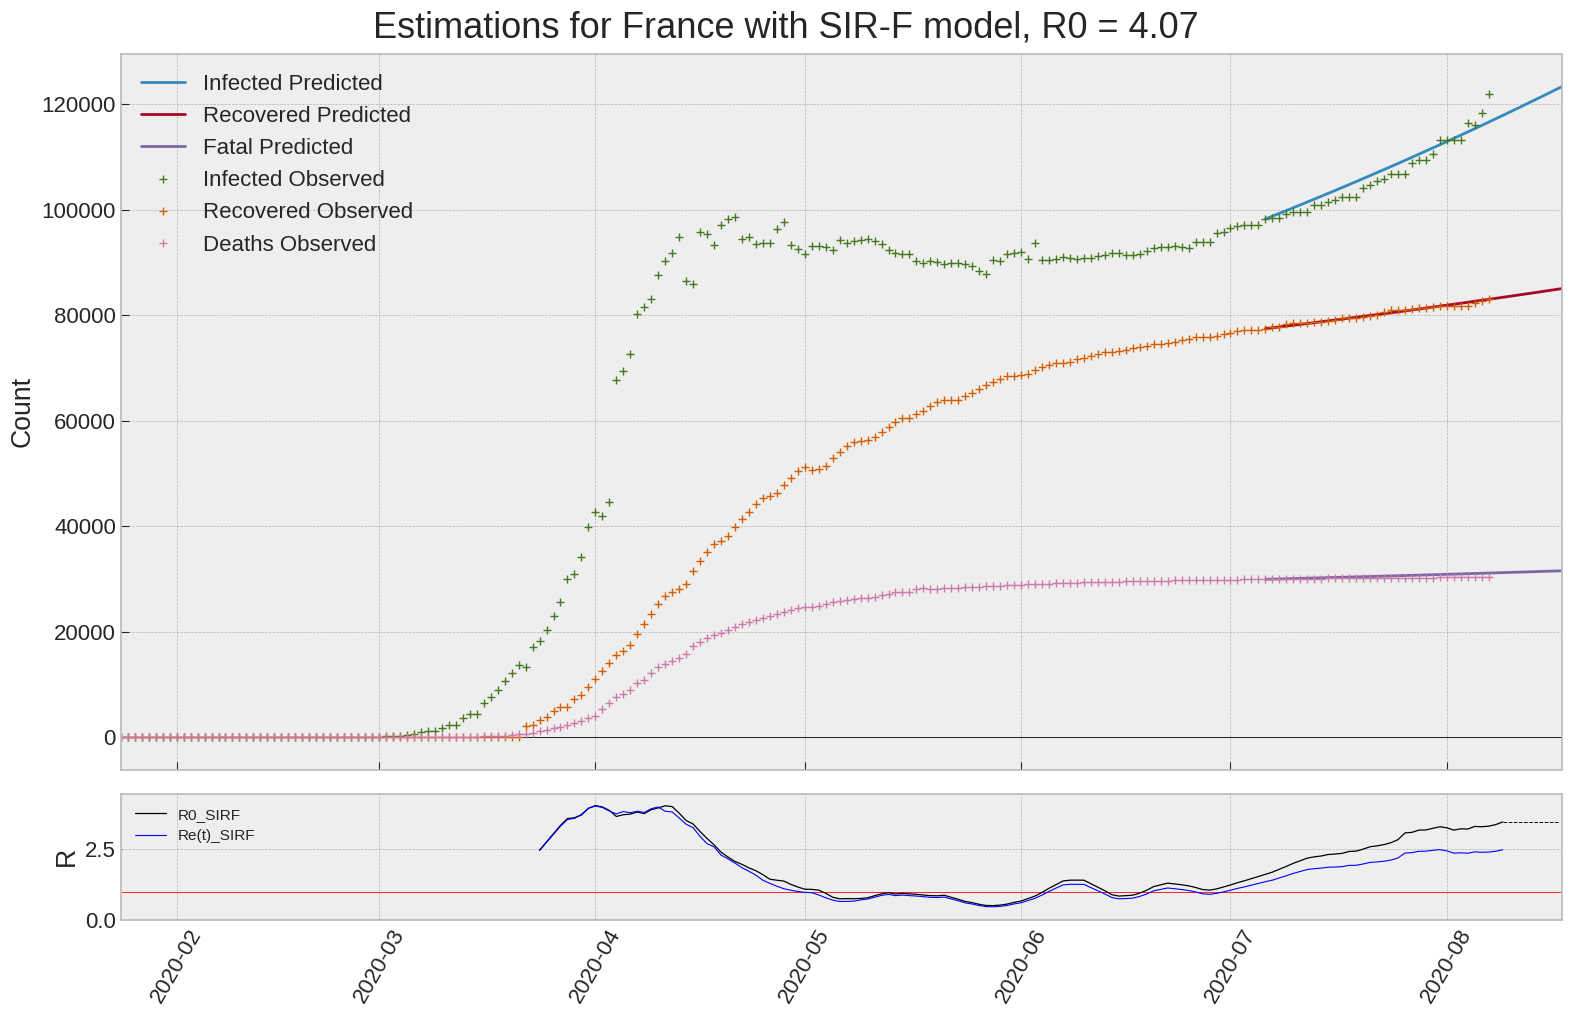 Estimations for France with SIR-F model, R0 = 4.07
Infected Predicted
Recovered Predicted
Fatal Predicted
Infected Observed
Recovered Observed
Deaths Observed
120000
100000
80000
60000
40000
20000
0
Count
R0_SIRF
Re(t)_SIRF
2.5
0.0
R
2020-02
2020-03
2020-04
2020-05
2020-06
2020-07
2020-08